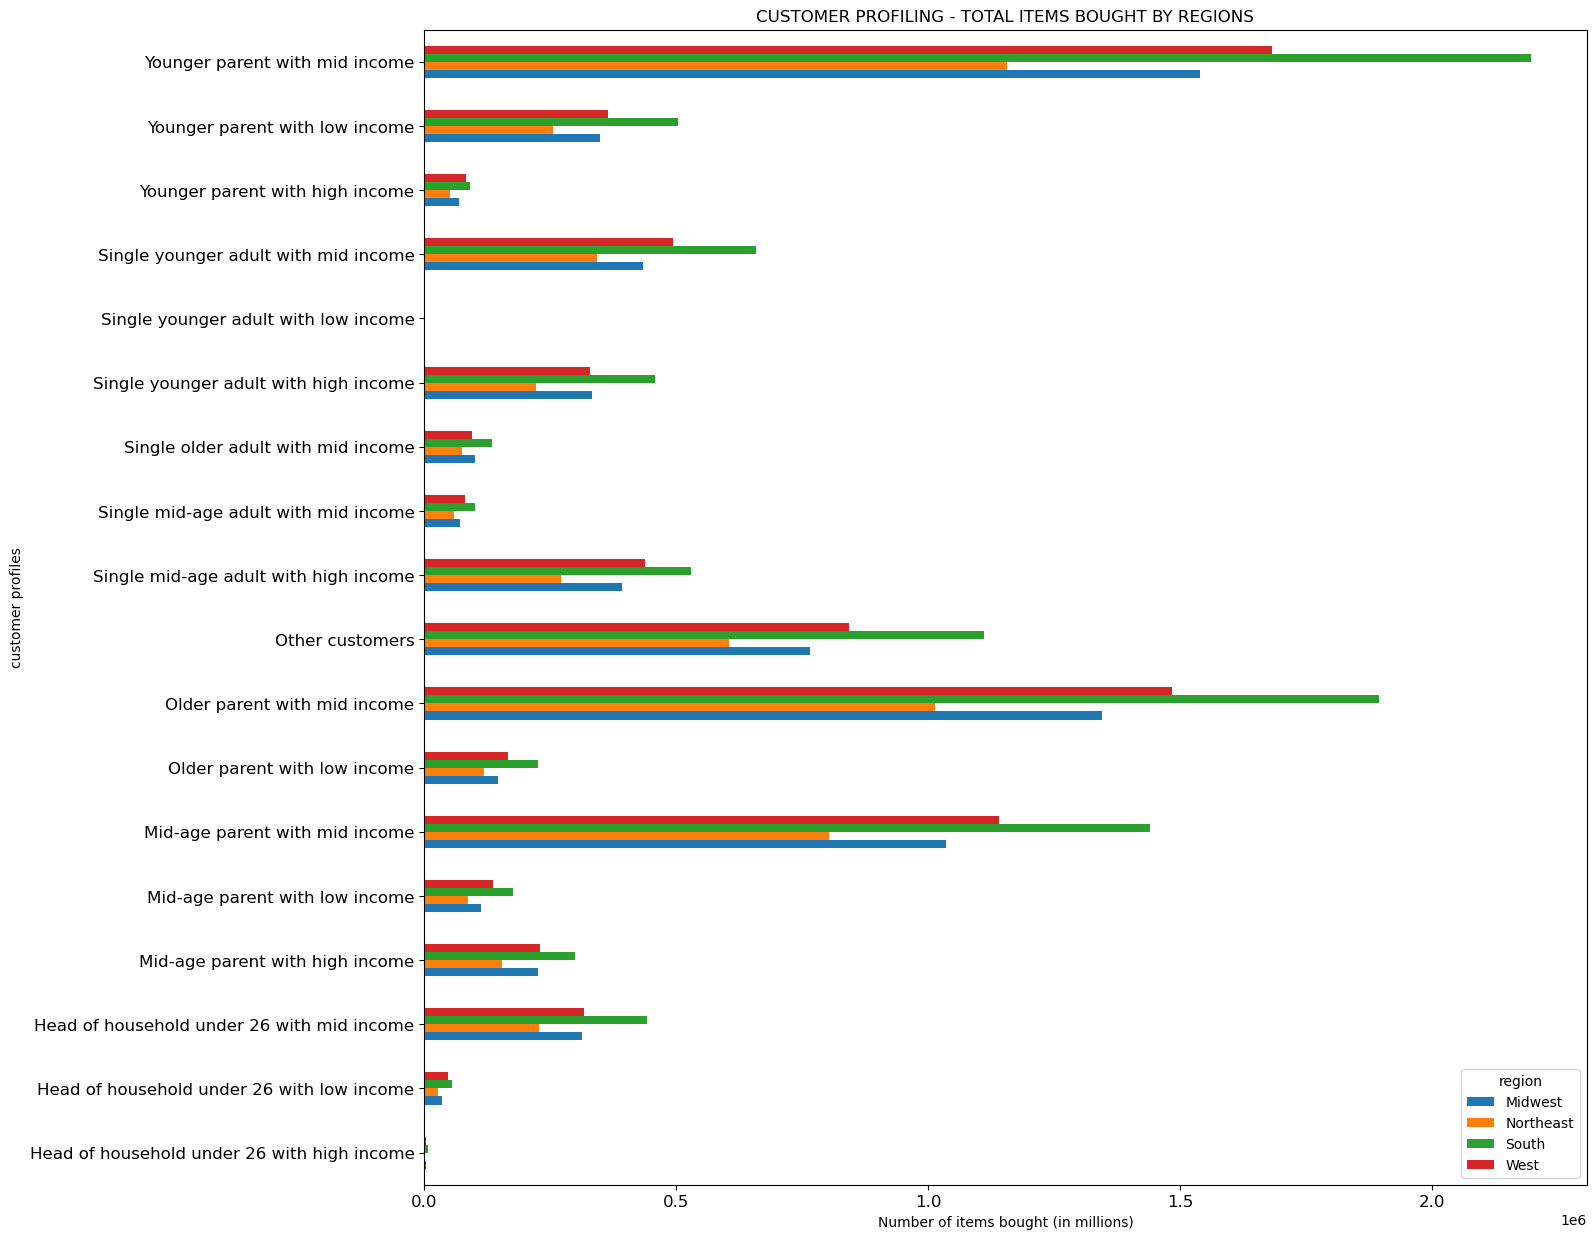 CUSTOMER PROFILING - TOTAL ITEMS BOUGHT BY REGIONS
Younger parent with mid income
Younger parent with low income
Younger parent with high income
Single younger adult with mid income
Single younger adult with low income
Single younger adult with high income
Single older adult with mid income
Single mid-age adult with mid income
Single mid-age adult with high income
Other customers
Older parent with mid income
Older parent with low income
Mid-age parent with mid income
Mid-age parent with low income
Mid-age parent with high income
Head of household under 26 with mid income
Head of household under 26 with low income
Head of household under 26 with high income
customer profiles
region
Midwest
Northeast
South
West
0.0 0.5 1.0 1.5 2.0
Number of items bought (in millions)
1e6